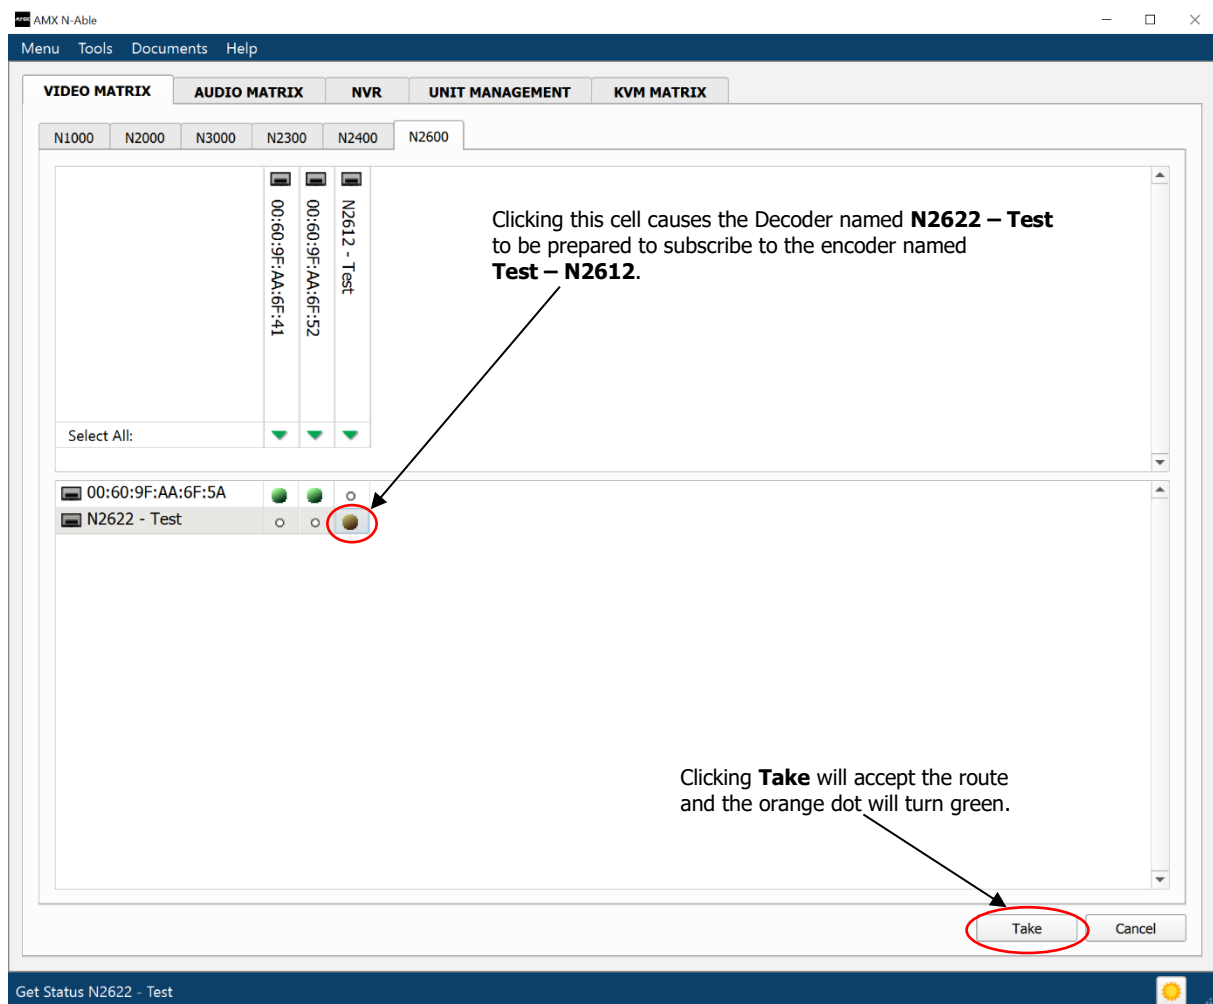 AMX AMX N-Able
Menu Tools Documents Help
VIDEO MATRIX AUDIO MATRIX NVR UNIT MANAGEMENT KVM MATRIX
N1000 N2000 N3000 N2300 N2400 N2600
00:60:9F:AA:6F:41
00:60:9F:AA:6F:52
N2612 - Test
Clicking this cell causes the Decoder named N2622 – Test
to be prepared to subscribe to the encoder named
Test – N2612.
Select All:
00:60:9F:AA:6F:5A
N2622 - Test
Clicking Take will accept the route
and the orange dot will turn green.
Take Cancel
Get Status N2622 - Test